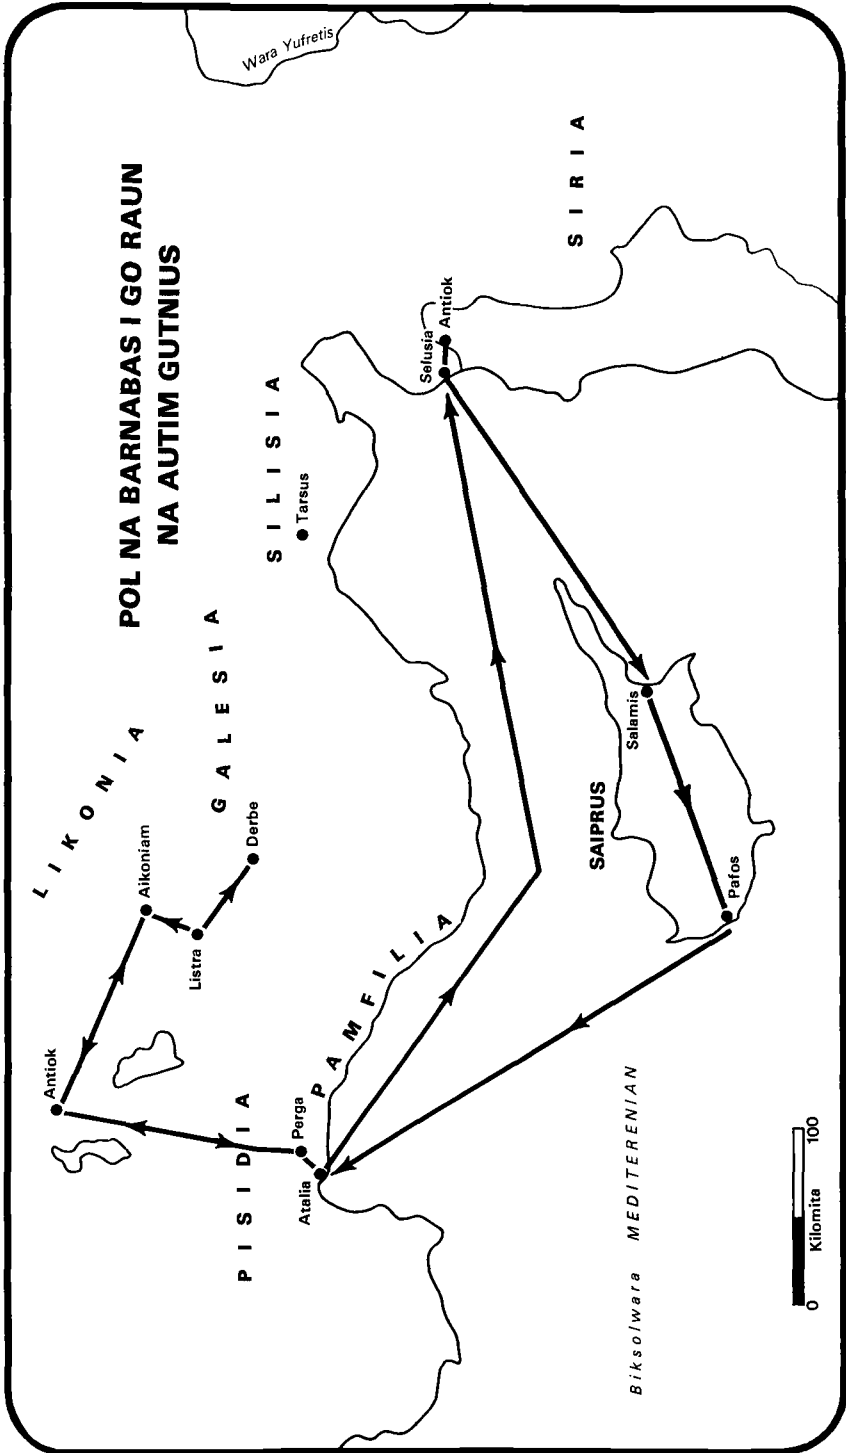 POL NA BARNABAS I GO RAUN
NA AUTIM GUTNIUS
Wara Yufretis
LIKONIA
GALESIA
SILISIA
SIRIA
PISIDIA
PAMFILIA
Antiok
Aikoniam
Listra
Derbe
Tarsus
Perga
Atalia
Selusia
Antiok
SAIPRUS
Salamis
Pafos
Biksolwara MEDITERENIAN
0 100
Kilomita